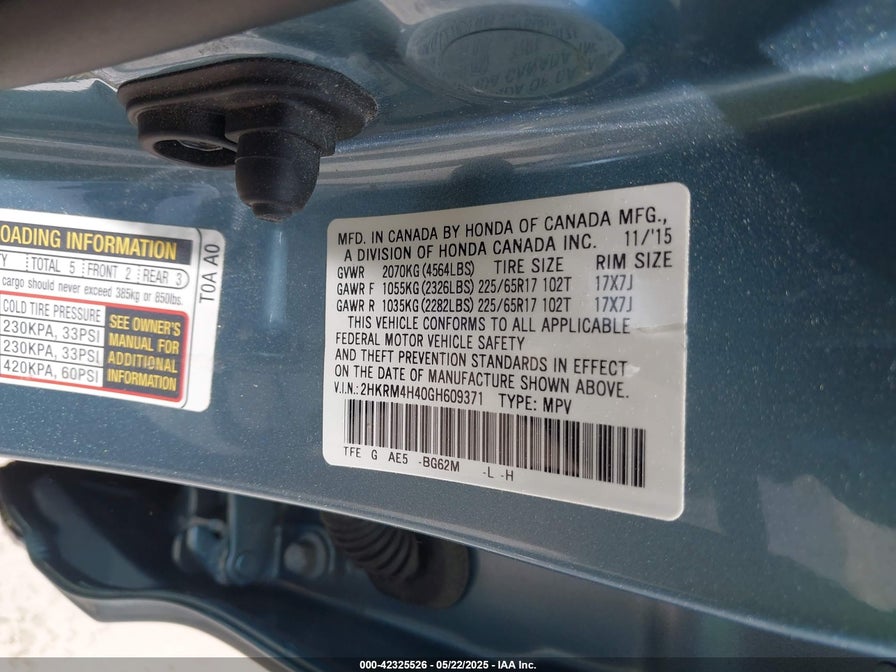 OADING INFORMATION
TY TOTAL 5 FRONT 2 REAR 3
cargo should never exceed 385kg or 850lbs.
COLD TIRE PRESSURE
230KPA, 33PSI
230KPA, 33PSI
420KPA, 60PSI
SEE OWNER'S
MANUAL FOR
ADDITIONAL
INFORMATION
T0A A0
MFD. IN CANADA BY HONDA OF CANADA MFG.,
A DIVISION OF HONDA CANADA INC. 11/'15
GVWR 2070KG(4564LBS) TIRE SIZE RIM SIZE
GAWR F 1055KG(2326LBS) 225/65R17 102T 17X7J
GAWR R 1035KG(2282LBS) 225/65R17 102T 17X7J
THIS VEHICLE CONFORMS TO ALL APPLICABLE
FEDERAL MOTOR VEHICLE SAFETY
AND THEFT PREVENTION STANDARDS IN EFFECT
ON THE DATE OF MANUFACTURE SHOWN ABOVE.
V.I.N.: 2HKRM4H40GH609371 TYPE: MPV
TFE G AE5 -BG62M -L -H
000-42325526 - 05/22/2025 - IAA Inc.